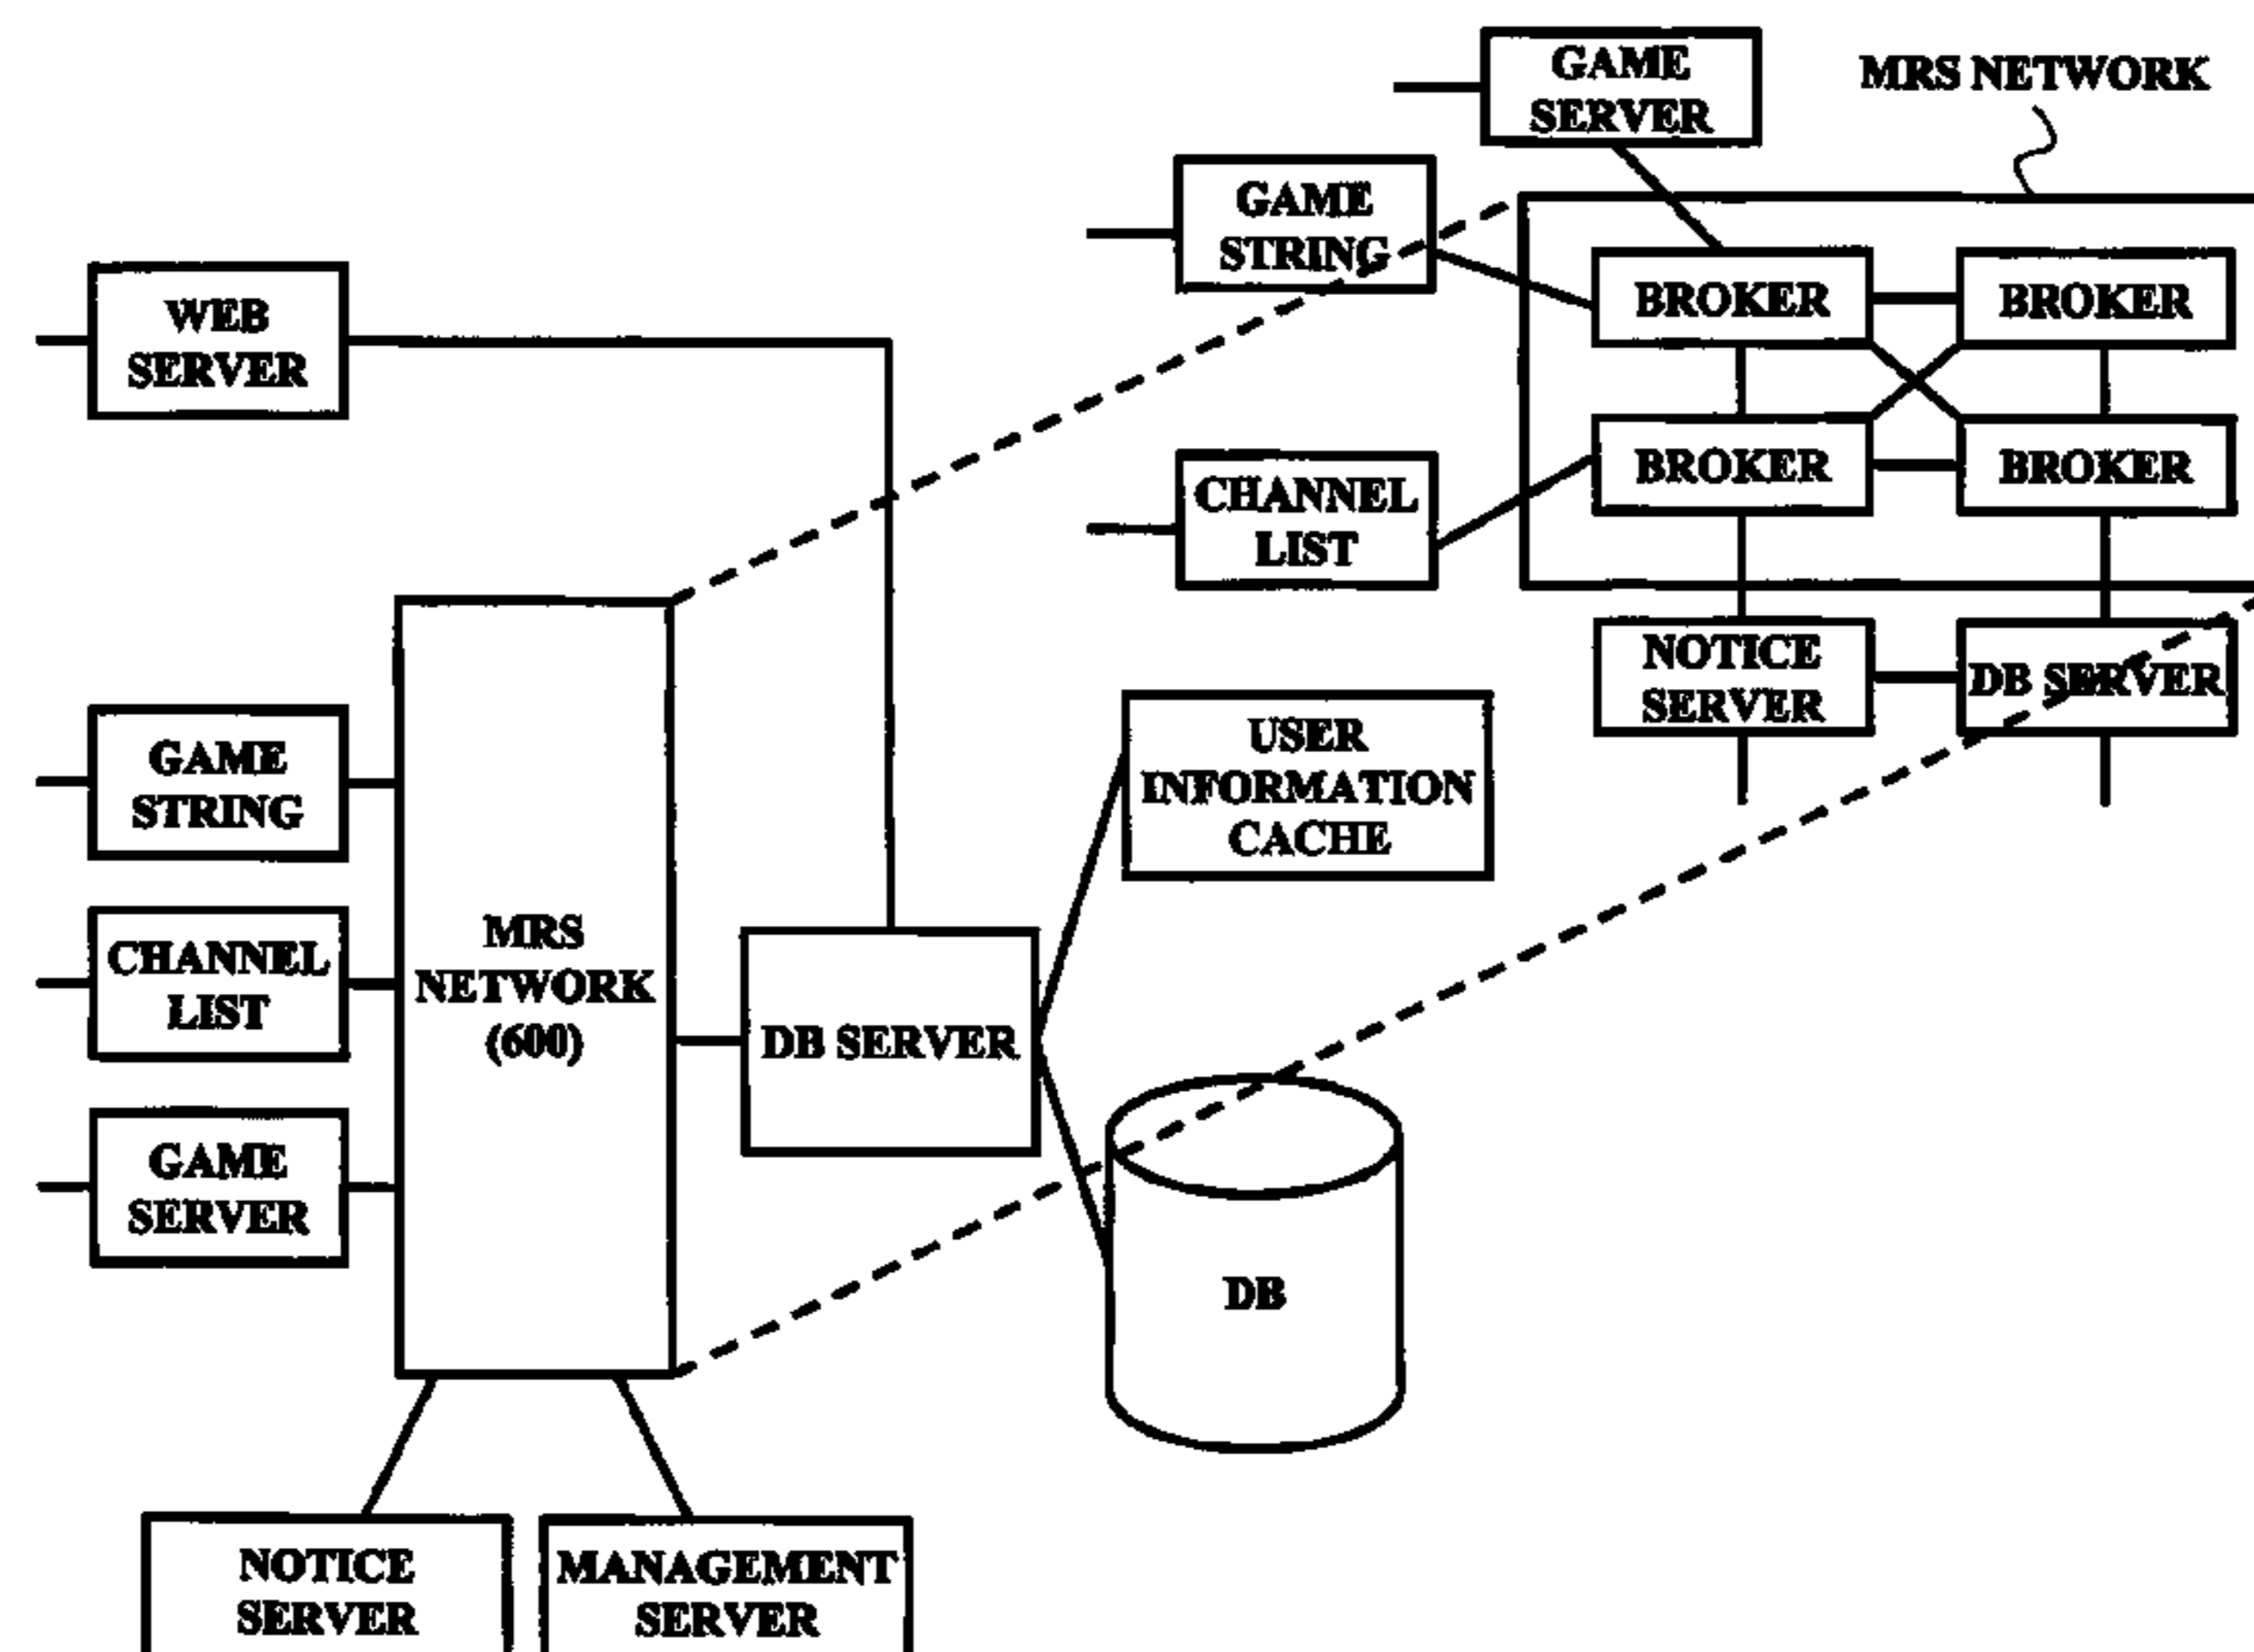 GAME
SERVER
MRS NETWORK
GAME
STRING
BROKER
BROKER
WEB
SERVER
CHANNEL
LIST
BROKER
BROKER
NOTICE
SERVER
DB SERVER
USER
INFORMATION
CACHE
GAME
STRING
CHANNEL
LIST
MRS
NETWORK
(600)
DB SERVER
GAME
SERVER
DB
NOTICE
SERVER
MANAGEMENT
SERVER